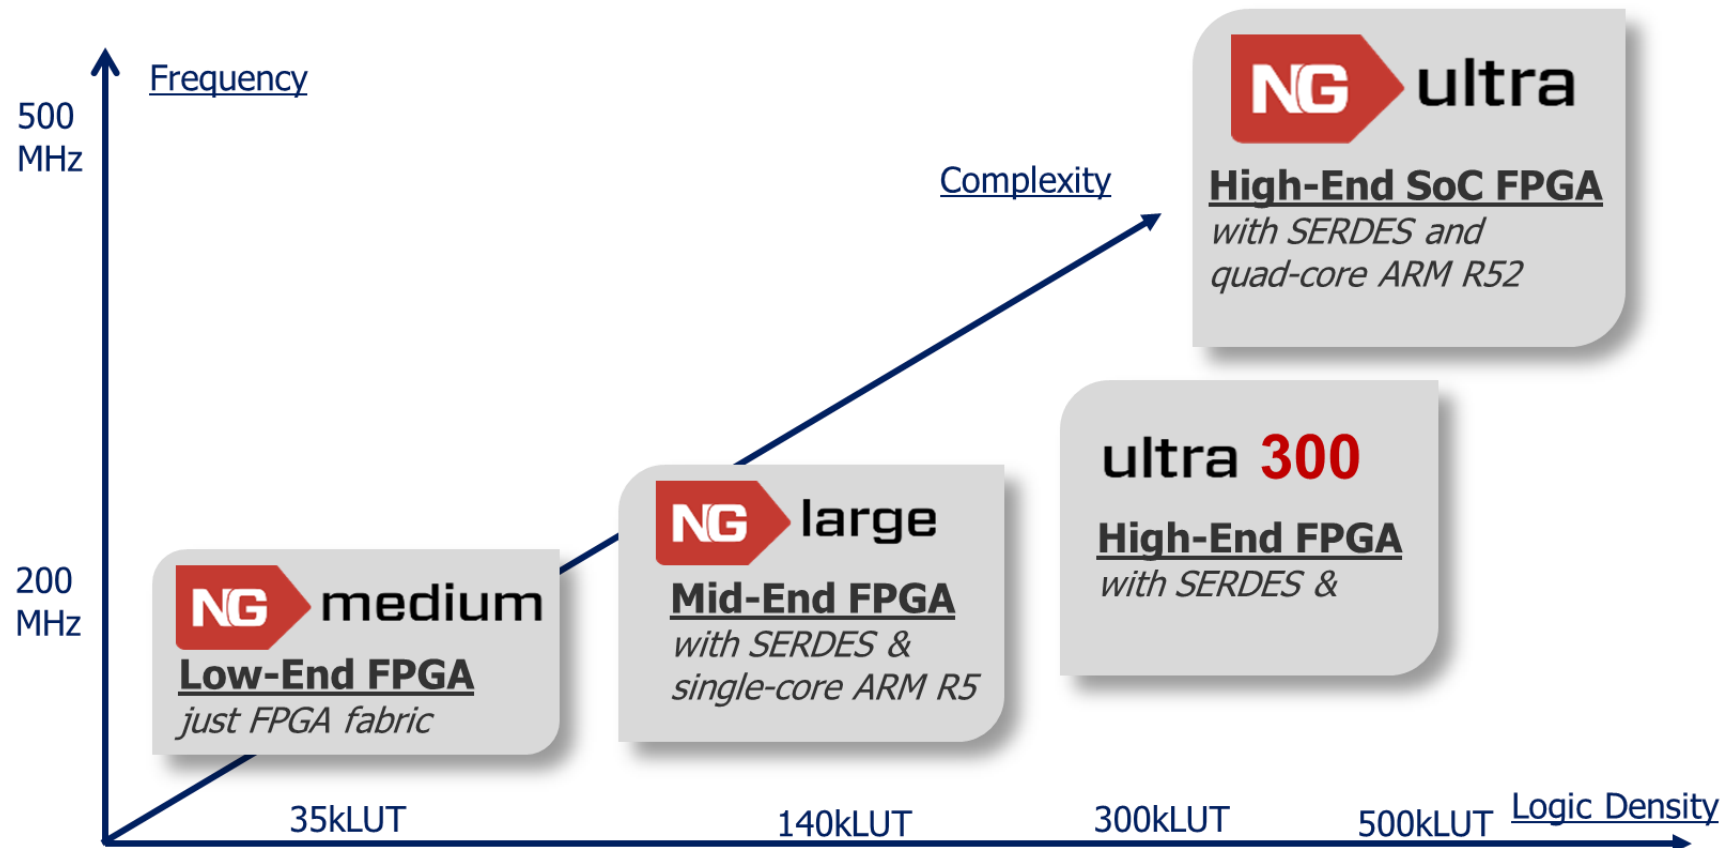 Frequency
500
MHz
200
MHz
Complexity
NG ultra
High-End SoC FPGA
with SERDES and
quad-core ARM R52
ultra 300
High-End FPGA
with SERDES &
NG large
Mid-End FPGA
with SERDES &
single-core ARM R5
NG medium
Low-End FPGA
just FPGA fabric
35kLUT
140kLUT
300kLUT
500kLUT
Logic Density